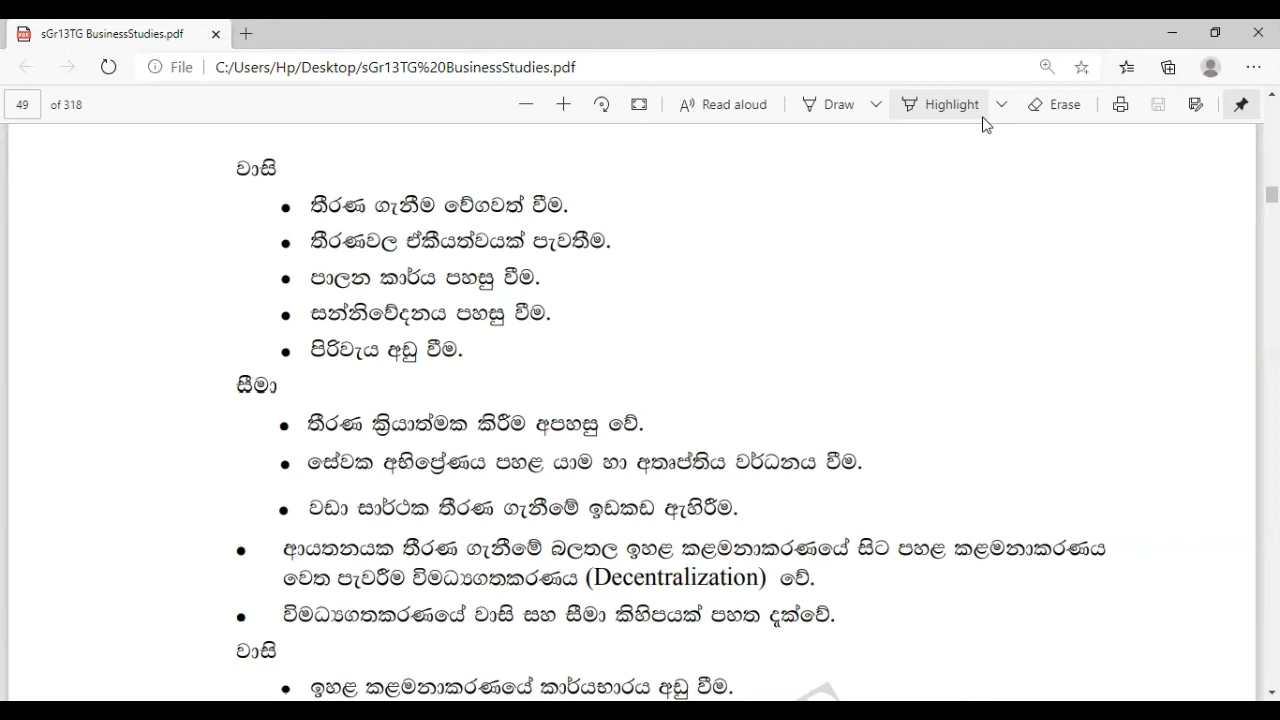 sGr13TG BusinessStudies.pdf
File C:/Users/Hp/Desktop/sGr13TG%20BusinessStudies.pdf
49 of 318 Read aloud Draw Highlight Erase
වාසි
• තීරණ ගැනීම වේගවත් වීම.
• තීරණවල ඒකීයත්වයක් පැවතීම.
• පාලන කාර්ය පහසු වීම.
• සන්නිවේදනය පහසු වීම.
• පිරිවැය අඩු වීම.
සීමා
• තීරණ ක්‍රියාත්මක කිරීම අපහසු වේ.
• සේවක අභිප්‍රේණය පහළ යාම හා අතෘප්තිය වර්ධනය වීම.
• වඩා සාර්ථක තීරණ ගැනීමේ ඉඩකඩ ඇහිරීම.
• ආයතනයක තීරණ ගැනීමේ බලතල ඉහළ කළමනාකරණයේ සිට පහළ කළමනාකරණය
වෙත පැවරීම විමධ්‍යගතකරණය (Decentralization) වේ.
• විමධ්‍යගතකරණයේ වාසි සහ සීමා කිහිපයක් පහත දැක්වේ.
වාසි
• ඉහළ කළමනාකරණයේ කාර්යභාරය අඩු වීම.